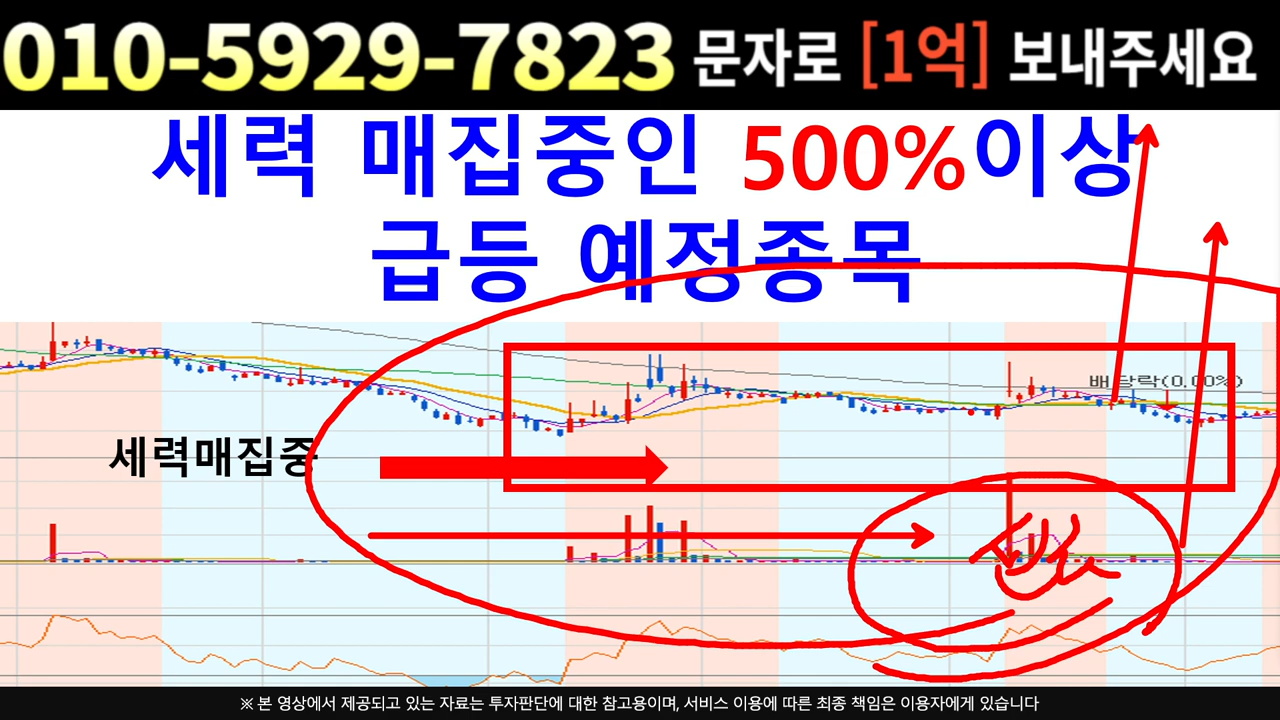 010-5929-7823 문자로 [1억] 보내주세요
세력 매집중인 500%이상
급등 예정종목
배당락(0.00%)
세력매집중
※ 본 영상에서 제공되고 있는 자료는 투자판단에 대한 참고용이며, 서비스 이용에 따른 최종 책임은 이용자에게 있습니다